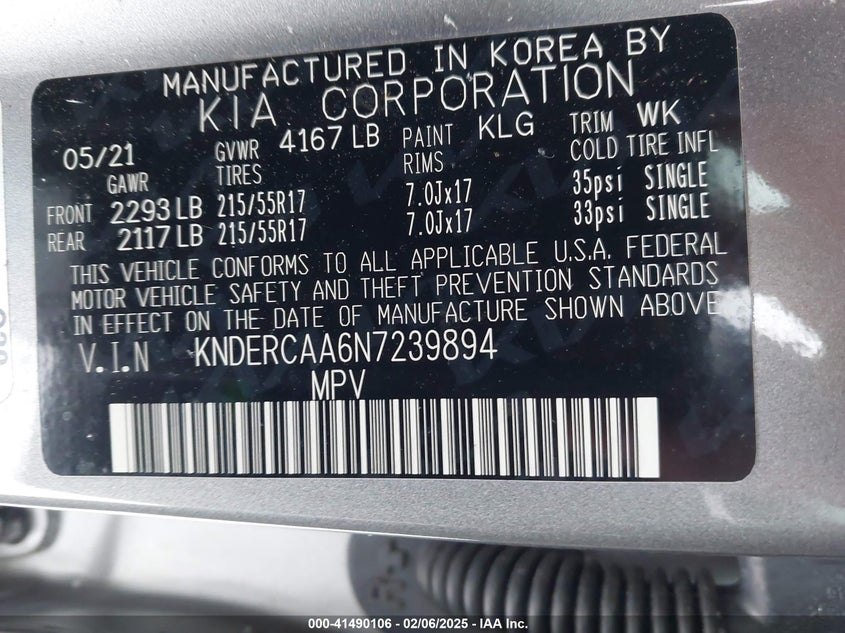 MANUFACTURED IN KOREA BY
KIA CORPORATION
05/21 GVWR 4167 LB PAINT KLG TRIM WK
GAWR TIRES RIMS COLD TIRE INFL
FRONT 2293 LB 215/55R17 7.0Jx17 35psi SINGLE
REAR 2117 LB 215/55R17 7.0Jx17 33psi SINGLE
THIS VEHICLE CONFORMS TO ALL APPLICABLE U.S.A. FEDERAL
MOTOR VEHICLE SAFETY AND THEFT PREVENTION STANDARDS
IN EFFECT ON THE DATE OF MANUFACTURE SHOWN ABOVE
V.I.N KNDERCAA6N7239894
MPV
000-41490106 - 02/06/2025 - IAA Inc.